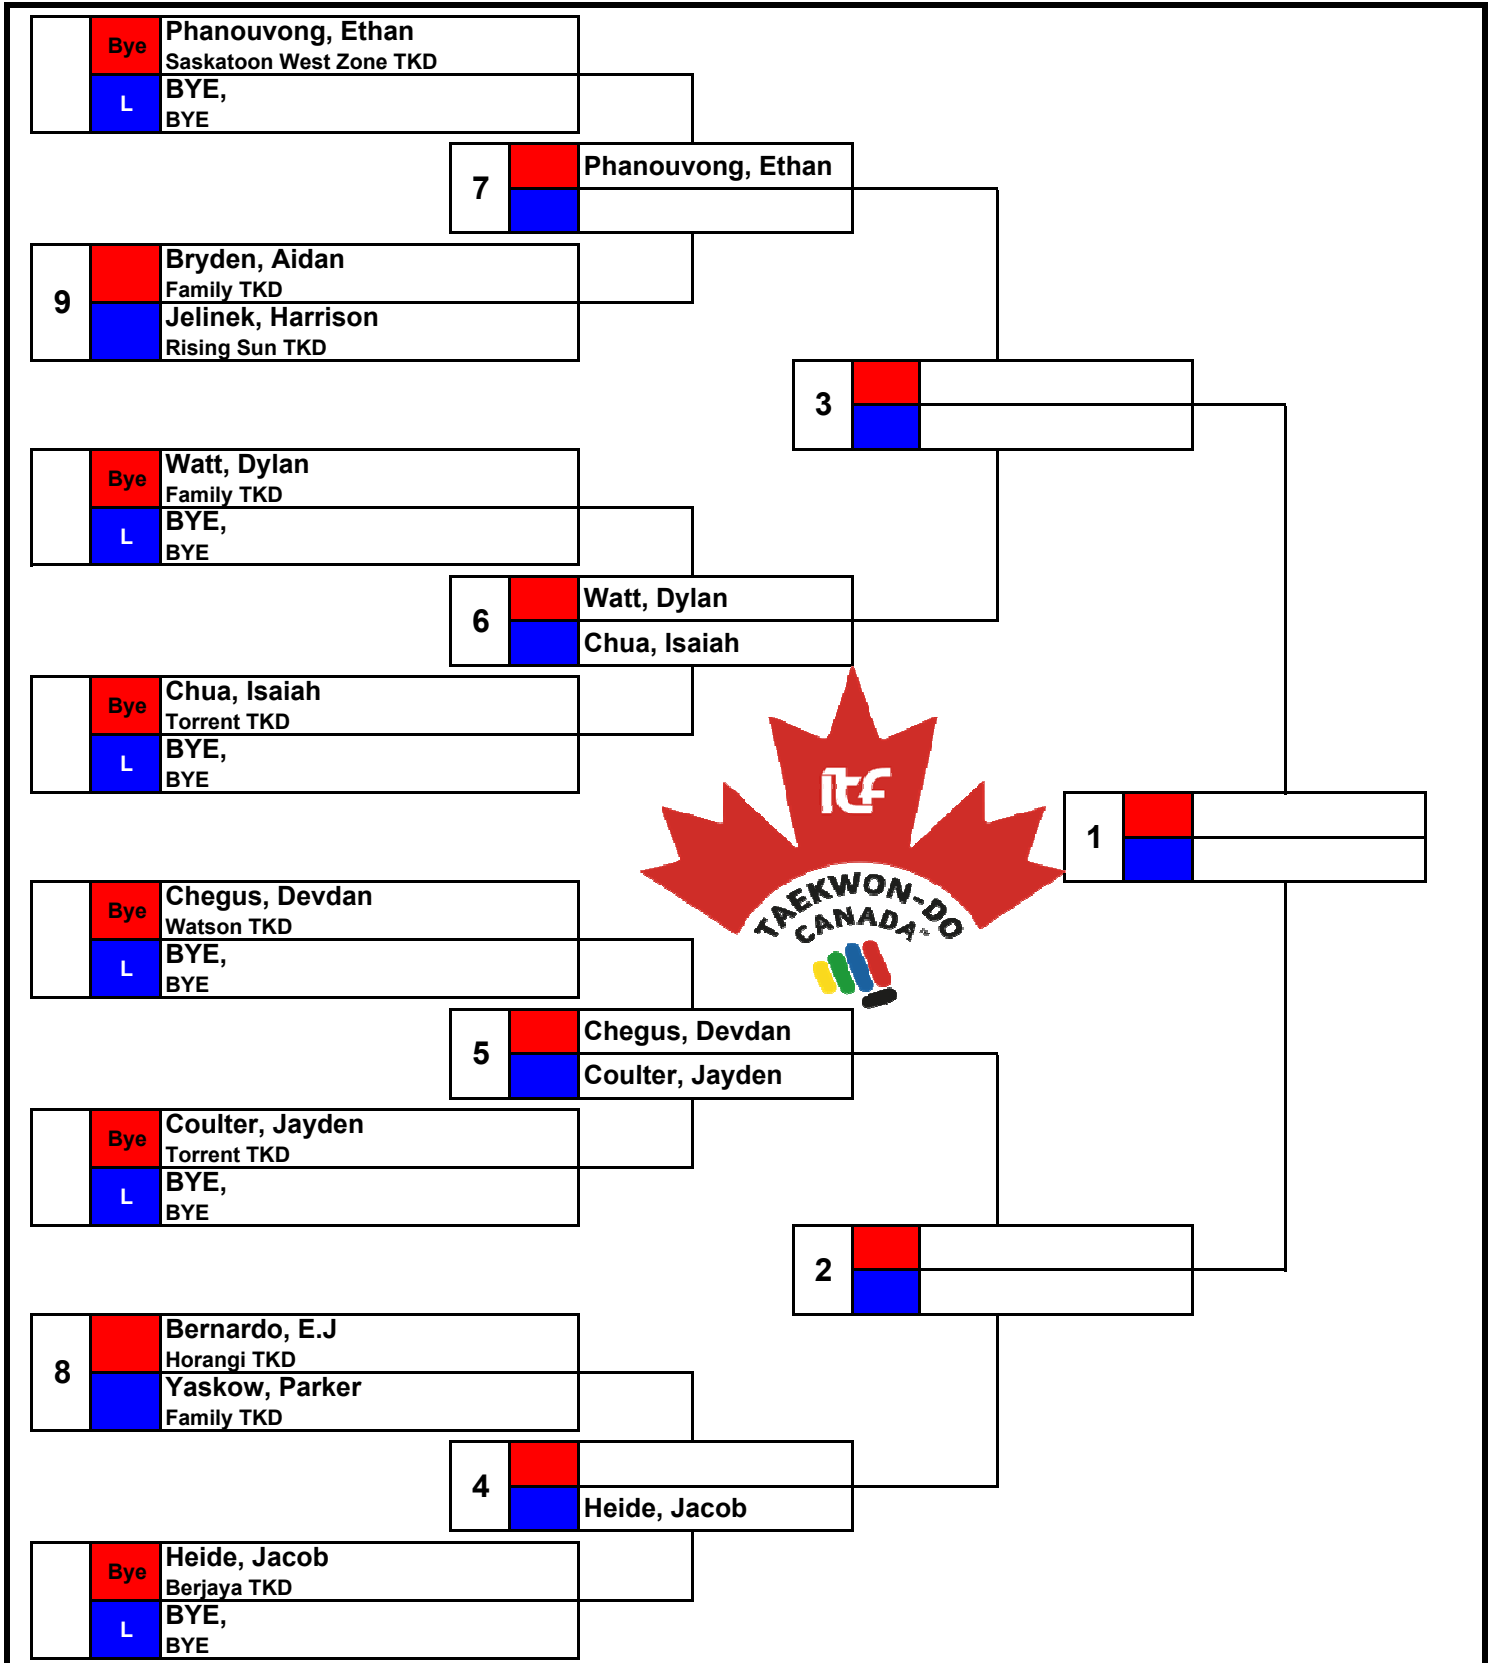 Bye
Phanouvong, Ethan
Saskatoon West Zone TKD
L
BYE,
BYE
7
Phanouvong, Ethan
9
Bryden, Aidan
Family TKD
Jelinek, Harrison
Rising Sun TKD
3
Bye
Watt, Dylan
Family TKD
L
BYE,
BYE
6
Watt, Dylan
Chua, Isaiah
Bye
Chua, Isaiah
Torrent TKD
L
BYE,
BYE
itf
TAEKWON-DO
CANADA
1
Bye
Chegus, Devdan
Watson TKD
L
BYE,
BYE
5
Chegus, Devdan
Coulter, Jayden
Bye
Coulter, Jayden
Torrent TKD
L
BYE,
BYE
2
8
Bernardo, E.J
Horangi TKD
Yaskow, Parker
Family TKD
4
Heide, Jacob
Bye
Heide, Jacob
Berjaya TKD
L
BYE,
BYE